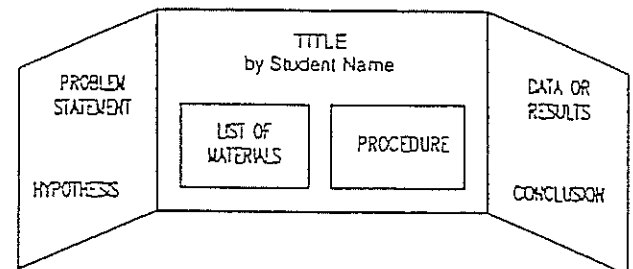 PROBLEM
STATEMENT
HYPOTHESIS
TITLE
by Student Name
LIST OF
MATERIALS
PROCEDURE
DATA OR
RESULTS
CONCLUSION